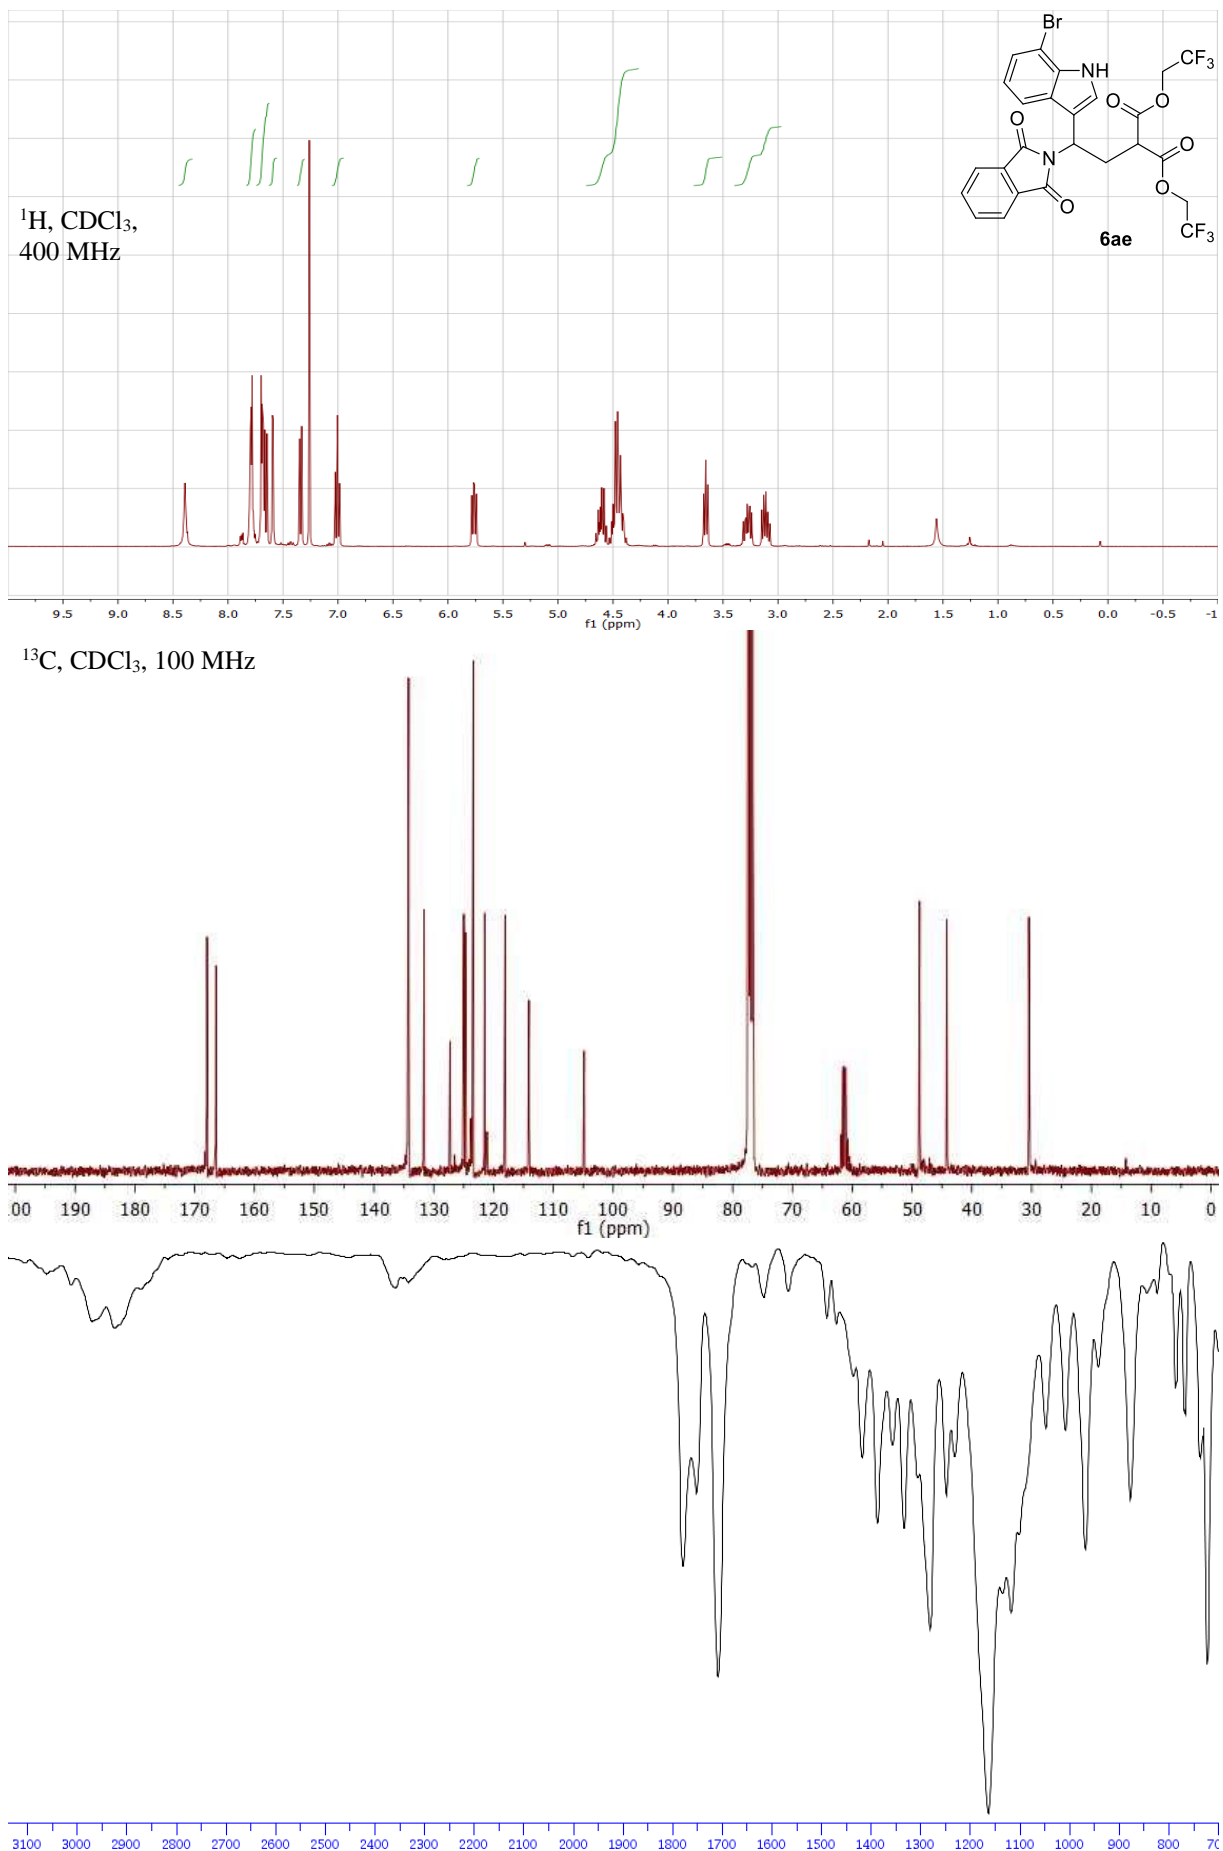 Br
NH
CF3
O
O
O
O
O
N
O
O
CF3
6ae
¹H, CDCl₃,
400 MHz
9.5 9.0 8.5 8.0 7.5 7.0 6.5 6.0 5.5 5.0 4.5 4.0 3.5 3.0 2.5 2.0 1.5 1.0 0.5 0.0 -0.5 -1
f1 (ppm)
¹³C, CDCl₃, 100 MHz
00 190 180 170 160 150 140 130 120 110 100 90 80 70 60 50 40 30 20 10 0
f1 (ppm)
3100 3000 2900 2800 2700 2600 2500 2400 2300 2200 2100 2000 1900 1800 1700 1600 1500 1400 1300 1200 1100 1000 900 800 70